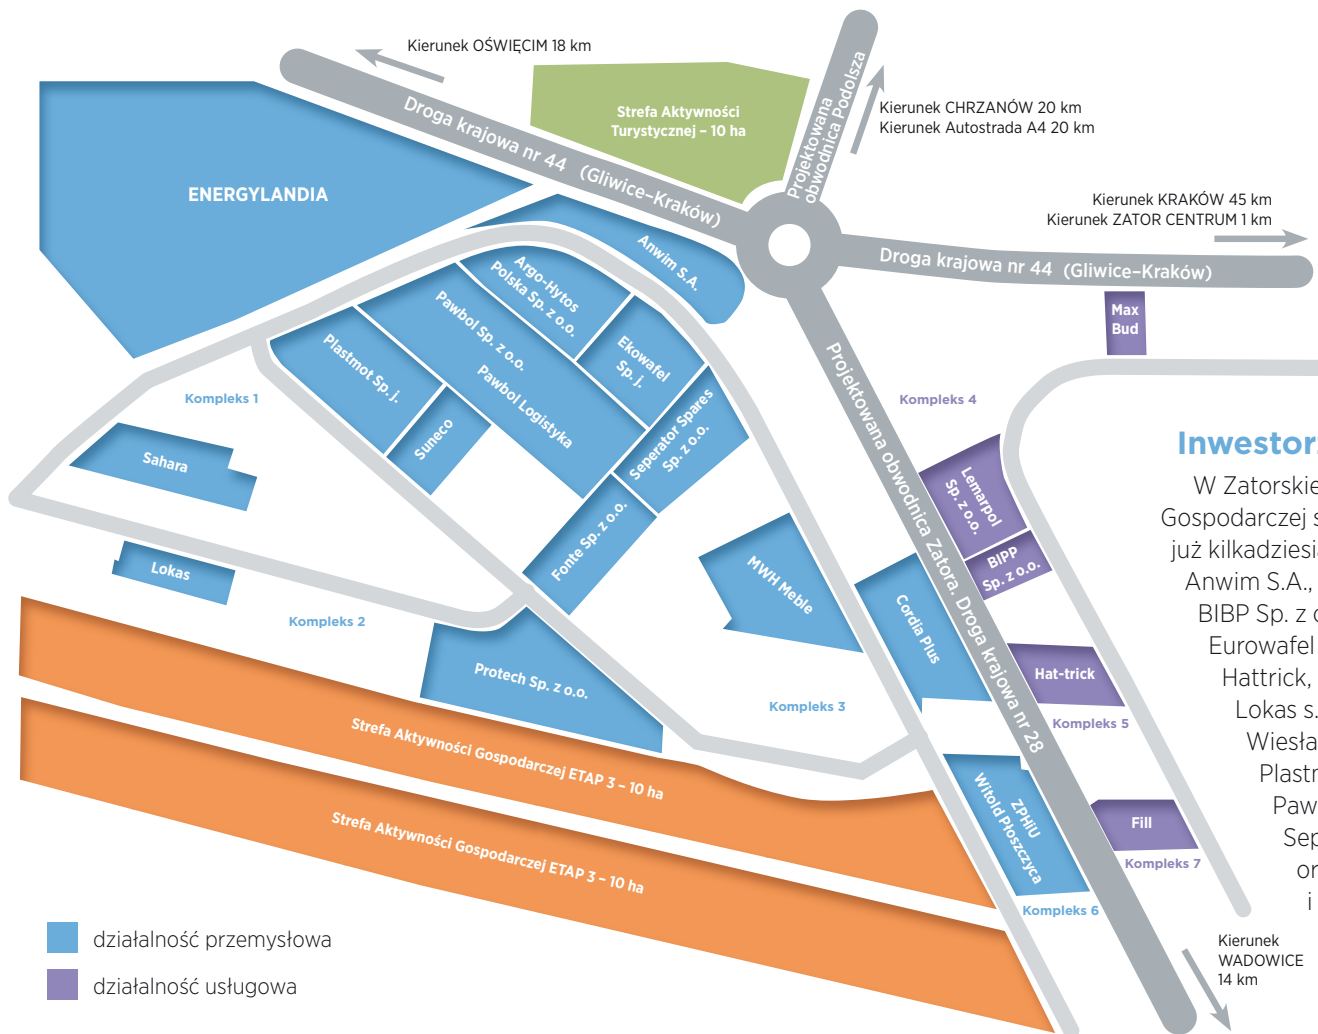 Kierunek OŚWIĘCIM 18 km
Droga krajowa nr 44 (Gliwice–Kraków)
Strefa Aktywności
Turystycznej – 10 ha
Projektowana
obwodnica Podolsza
Kierunek CHRZANÓW 20 km
Kierunek Autostrada A4 20 km
Kierunek KRAKÓW 45 km
Kierunek ZATOR CENTRUM 1 km
Droga krajowa nr 44 (Gliwice–Kraków)
ENERGYLANDIA
Anwim S.A.
Argo-Hytos
Polska Sp. z o.o.
Pawbol Sp. z o.o.
Pawbol Logistyka
Ekowafel
Sp. j.
Plastmot Sp. j.
Suneco
Seperator Spares
Sp. z o.o.
Fonte Sp. z o.o.
Max
Bud
Kompleks 1
Sahara
Lokas
Kompleks 2
Protech Sp. z o.o.
MWH Meble
Kompleks 3
Cordia Plus
Projektowana obwodnica Zatora. Droga krajowa nr 28
Kompleks 4
Lemarpol
Sp. z o.o.
BIPP
Sp. z o.o.
Hat-trick
Kompleks 5
ZPHiU
Witold Płoszczyca
Kompleks 6
Fill
Kompleks 7
Strefa Aktywności Gospodarczej ETAP 3 – 10 ha
Strefa Aktywności Gospodarczej ETAP 3 – 10 ha
Kierunek
WADOWICE
14 km
działalność przemysłowa
działalność usługowa
Inwestor
W Zatorskie
Gospodarczej s
już kilkadziesia
Anwim S.A.,
BIBP Sp. z o
Eurowafel
Hattrick,
Lokas s.
Wiesła
Plastr
Paw
Sep
or
i